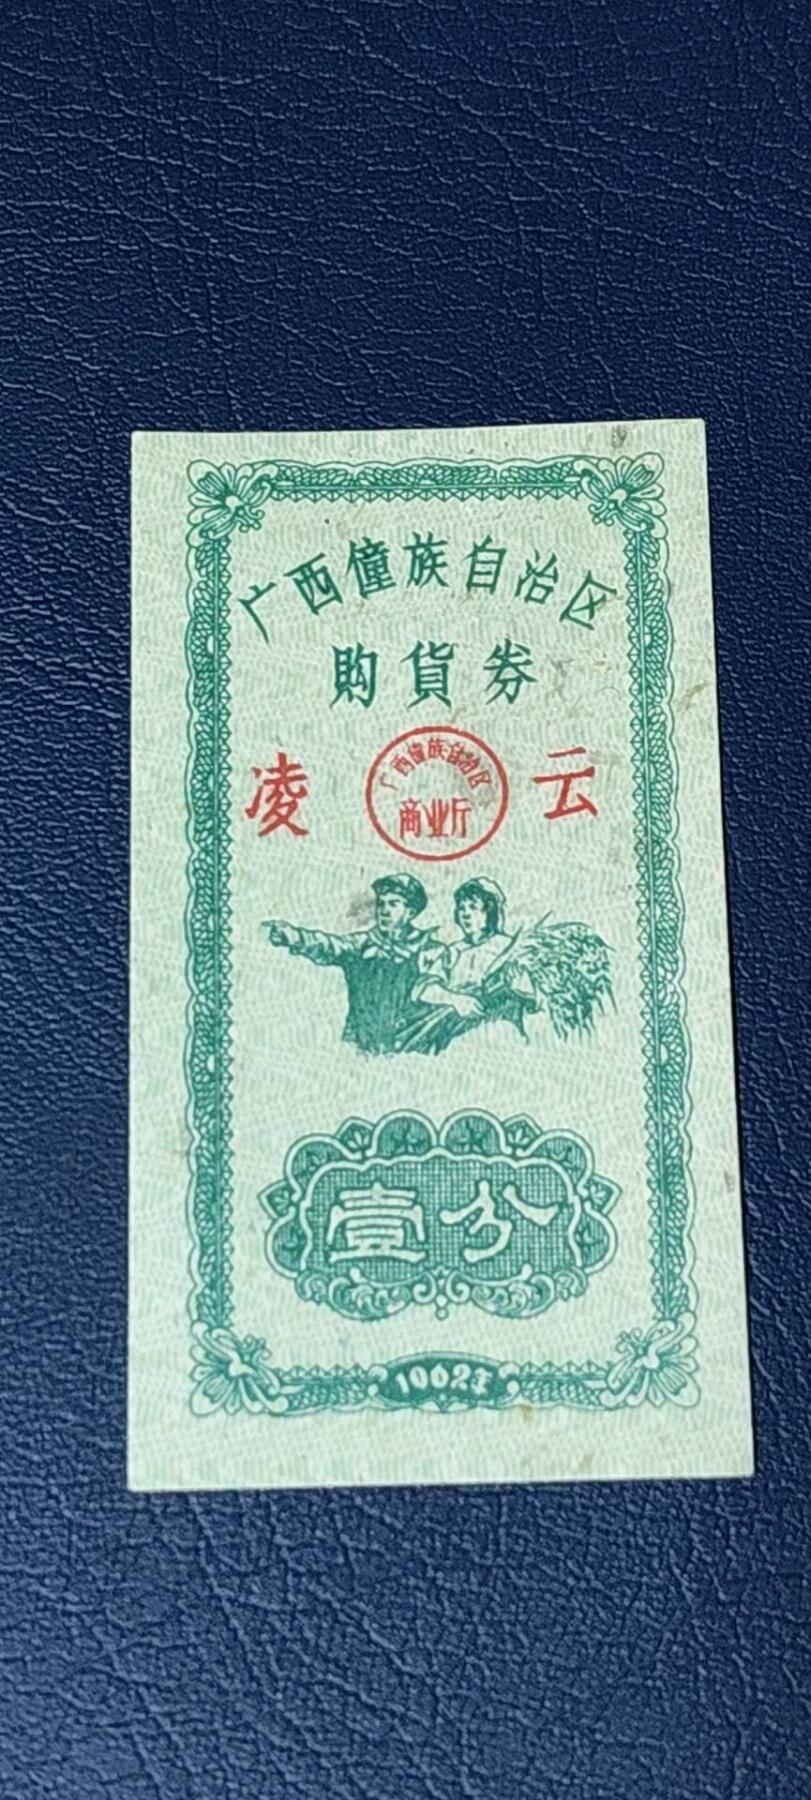 广西僮族自治区
购貨券
凌 云
广西僮族自治区
商业厅
壹分
1962年